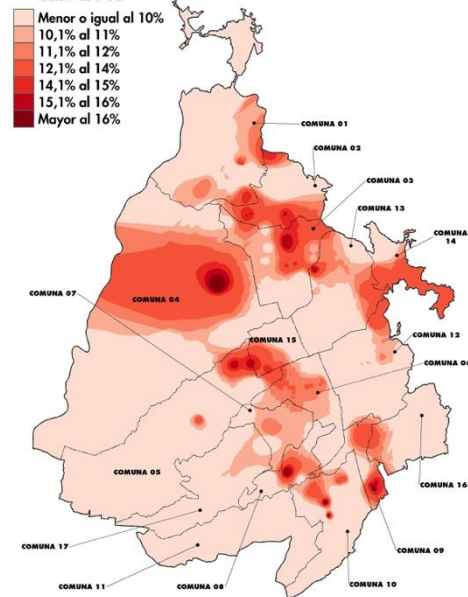 Menor o igual al 10%
10,1% al 11%
11,1% al 12%
12,1% al 14%
14,1% al 15%
15,1% al 16%
Mayor al 16%
COMUNA 01
COMUNA 02
COMUNA 03
COMUNA 13
COMUNA
14
COMUNA 07
COMUNA 04
COMUNA 12
COMUNA 15
COMUNA 06
COMUNA 05
COMUNA 16
COMUNA 17
COMUNA 09
COMUNA 11
COMUNA 08
COMUNA 10